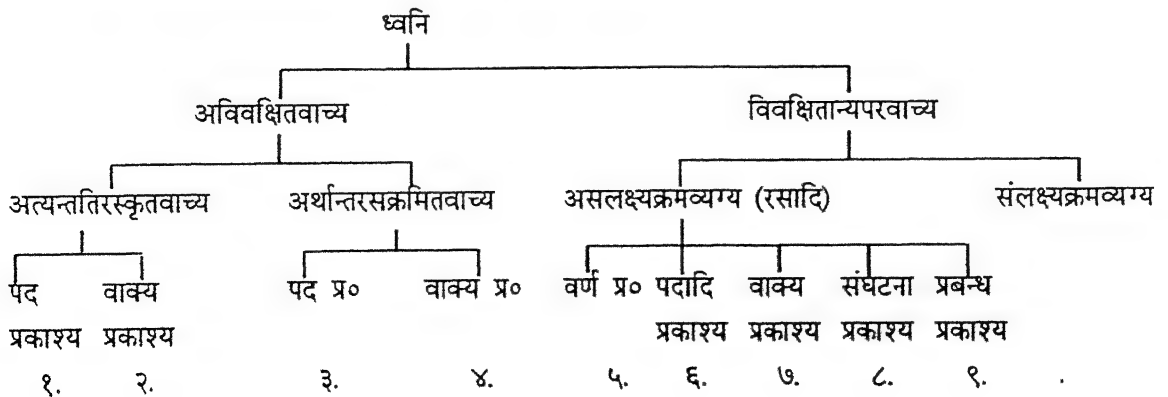 ध्वनि
अविवक्षितवाच्य विवक्षितान्यपरवाच्य
अत्यन्ततिरस्कृतवाच्य अर्थान्तरसक्रमितवाच्य असलक्ष्यक्रमव्यग्य (रसादि) संलक्ष्यक्रमव्यग्य
पद वाक्य पद प्र० वाक्य प्र० वर्ण प्र० पदादि वाक्य संघटना प्रबन्ध
प्रकाश्य प्रकाश्य प्रकाश्य प्रकाश्य प्रकाश्य प्रकाश्य
१. २. ३. ४. ५. ६. ७. ८. ९. .